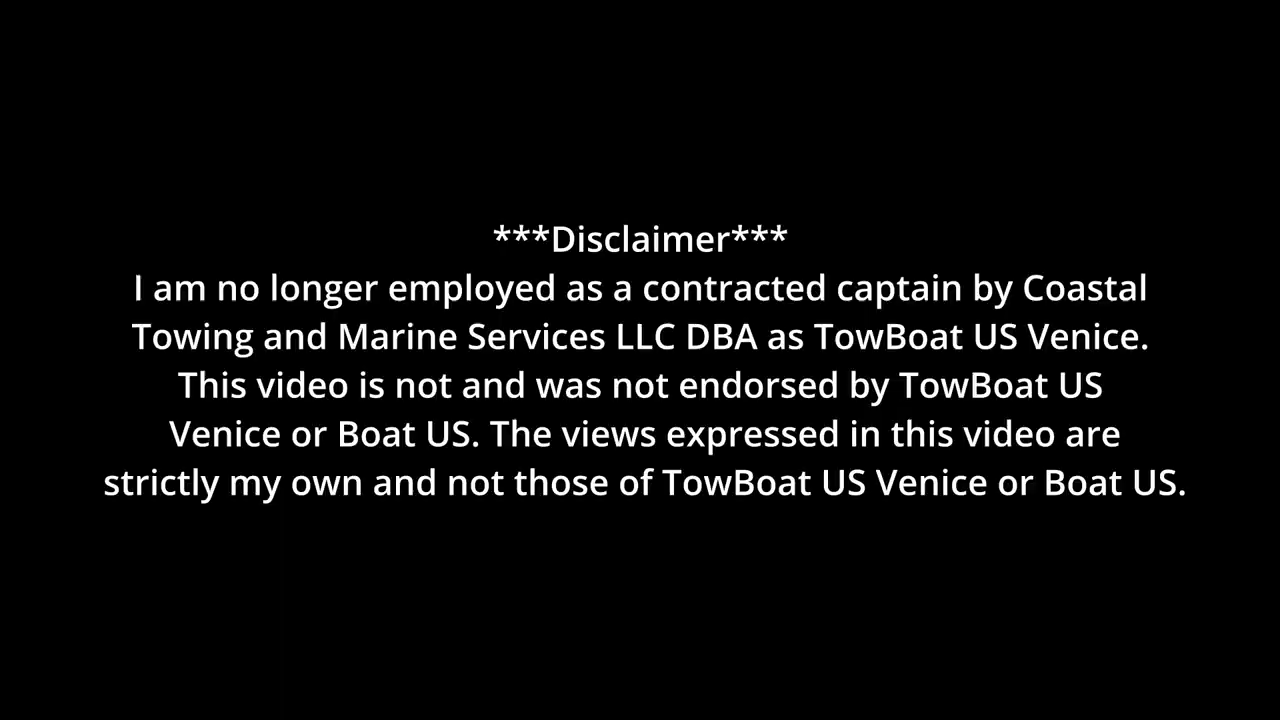 ***Disclaimer***
I am no longer employed as a contracted captain by Coastal
Towing and Marine Services LLC DBA as TowBoat US Venice.
This video is not and was not endorsed by TowBoat US
Venice or Boat US. The views expressed in this video are
strictly my own and not those of TowBoat US Venice or Boat US.